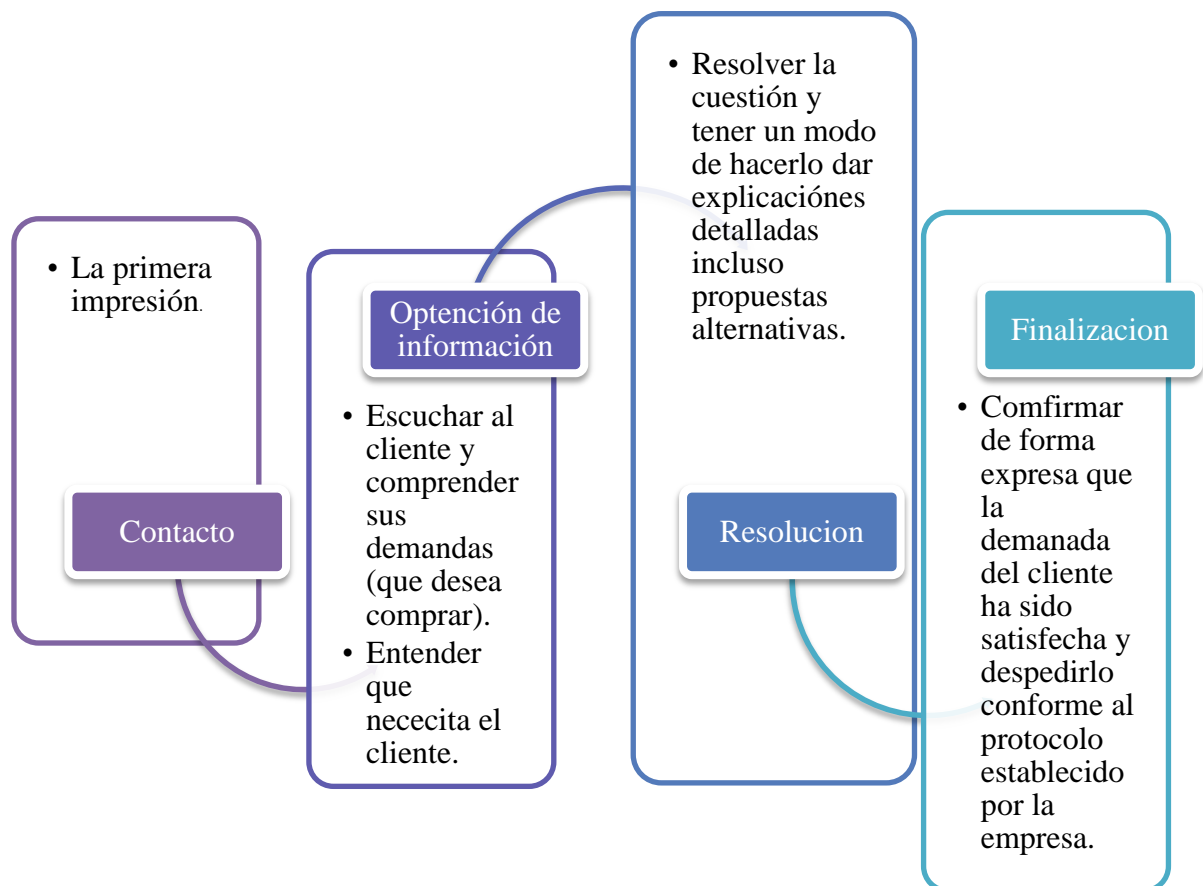 • La primera
impresión.
Contacto
Optención de
información
• Escuchar al
cliente y
comprender
sus
demandas
(que desea
comprar).
• Entender
que
nececita el
cliente.
• Resolver la
cuestión y
tener un modo
de hacerlo dar
explicaciónes
detalladas
incluso
propuestas
alternativas.
Resolucion
Finalizacion
• Comfirmar
de forma
expresa que
la
demanada
del cliente
ha sido
satisfecha y
despedirlo
conforme al
protocolo
establecido
por la
empresa.